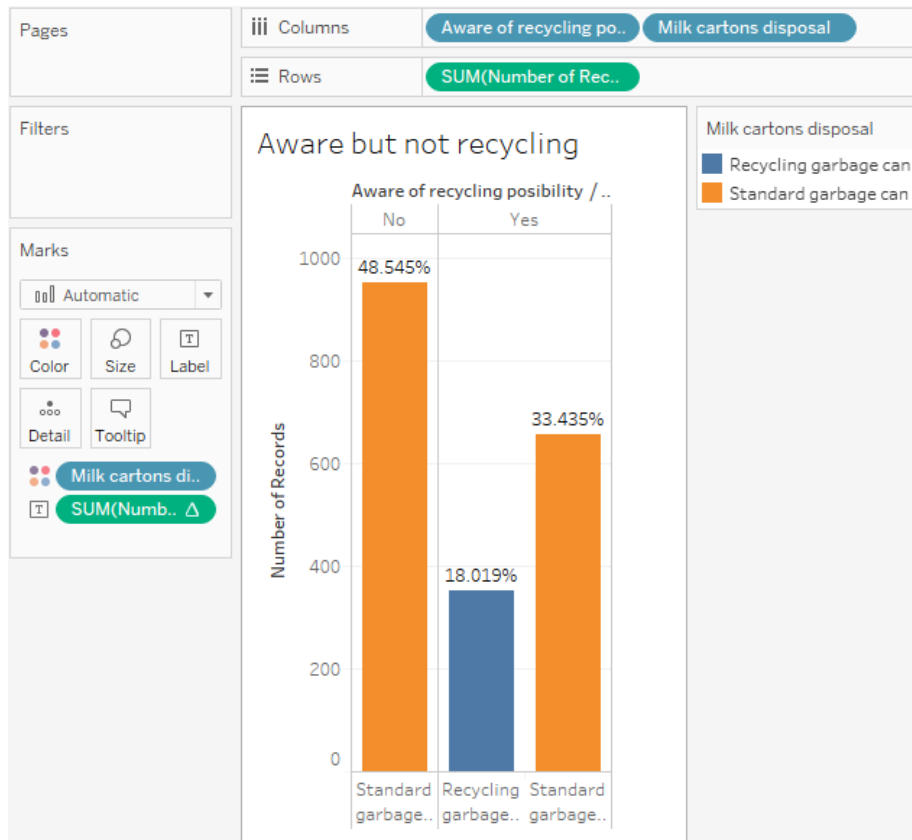 Pages
Columns
Aware of recycling po..
Milk cartons disposal
Rows
SUM(Number of Rec..
Filters
Marks
Automatic
Color
Size
T
Label
Detail
Tooltip
Milk cartons di..
T
SUM(Numb.. Δ
Aware but not recycling
Aware of recycling posibility / ..
No
Yes
1000
800
600
400
200
0
Number of Records
48.545%
18.019%
33.435%
Standard
garbage..
Recycling
garbage..
Standard
garbage..
Milk cartons disposal
Recycling garbage can
Standard garbage can